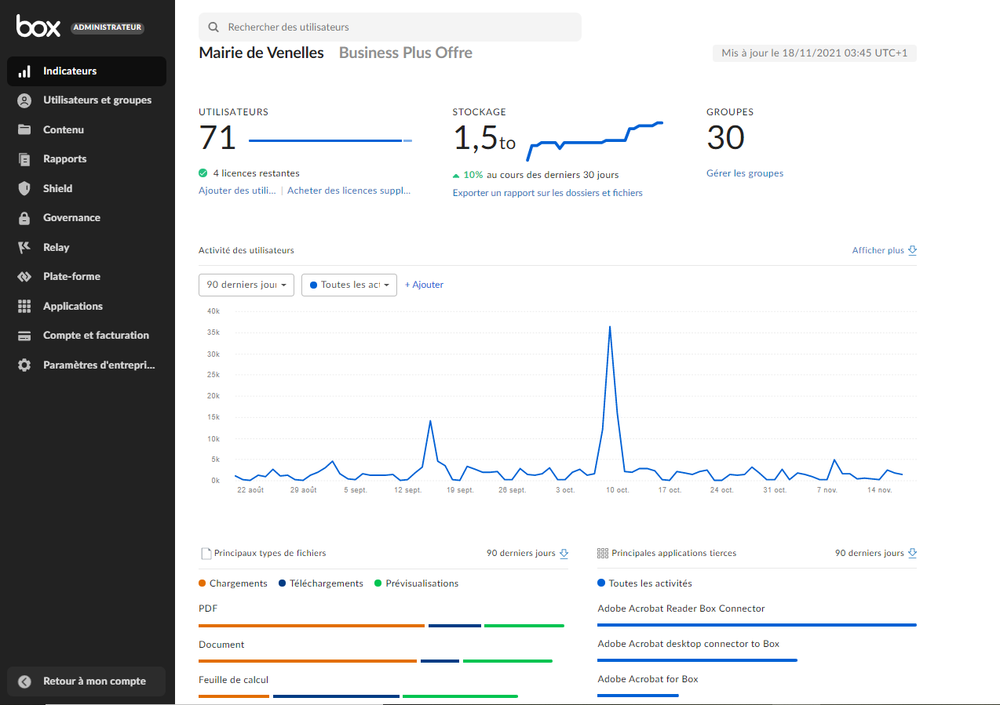 box ADMINISTRATEUR
Rechercher des utilisateurs
Mairie de Venelles Business Plus Offre
Mis à jour le 18/11/2021 03:45 UTC+1
Indicateurs
Utilisateurs et groupes
Contenu
Rapports
Shield
Governance
Relay
Plate-forme
Applications
Compte et facturation
Paramètres d'entrepri...
Retour à mon compte
UTILISATEURS
71
4 licences restantes
Ajouter des utili... | Acheter des licences suppl...
STOCKAGE
1,5to
10% au cours des derniers 30 jours
Exporter un rapport sur les dossiers et fichiers
GROUPES
30
Gérer les groupes
Activité des utilisateurs
Afficher plus
90 derniers jou
Toutes les act
+ Ajouter
40k
35k
30k
25k
20k
15k
10k
5k
0k
22 août 29 août 5 sept. 12 sept. 19 sept. 26 sept. 3 oct. 10 oct. 17 oct. 24 oct. 31 oct. 7 nov. 14 nov.
Principaux types de fichiers 90 derniers jours
Chargements Téléchargements Prévisualisations
PDF
Document
Feuille de calcul
Principales applications tierces 90 derniers jours
Toutes les activités
Adobe Acrobat Reader Box Connector
Adobe Acrobat desktop connector to Box
Adobe Acrobat for Box